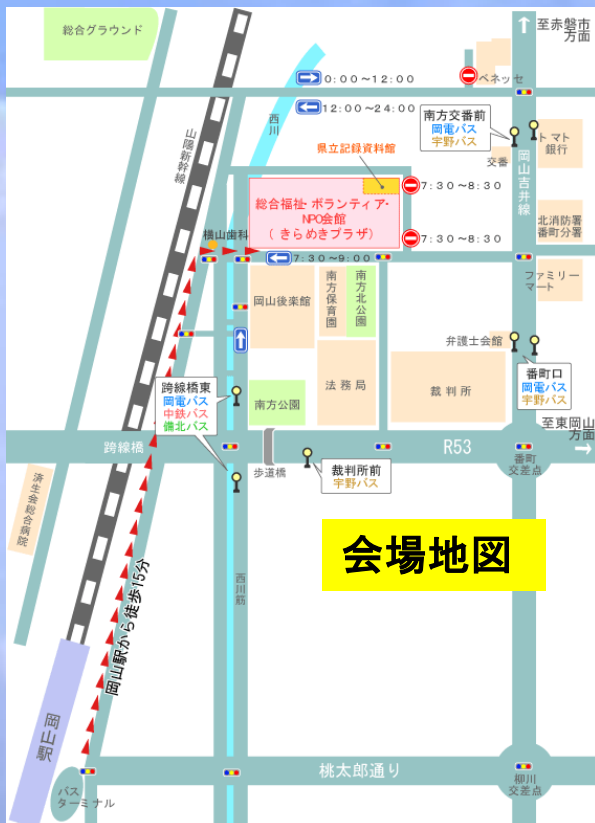 総合グラウンド
至赤磐市
方面
0:00～12:00
ベネッセ
西川
12:00～24:00
南方交番前
岡電バス
宇野バス
トマト
銀行
山陽新幹線
県立記録資料館
交番
岡山吉井線
7:30～8:30
総合福祉・ボランティア・
NPO会館
（ きらめきプラザ）
北消防署
番町分署
横山歯科
7:30～8:30
7:30～9:00
岡山後楽館
南方保育園
南方北公園
ファミリー
マート
弁護士会館
跨線橋東
岡電バス
中鉄バス
備北バス
南方公園
法務局
裁判所
番町口
岡電バス
宇野バス
至東岡山
方面
跨線橋
R53
番町
交差点
歩道橋
裁判所前
宇野バス
済生会総合病院
会場地図
岡山駅から徒歩15分
西川筋
岡山駅
桃太郎通り
柳川
交差点
バス
ターミナル